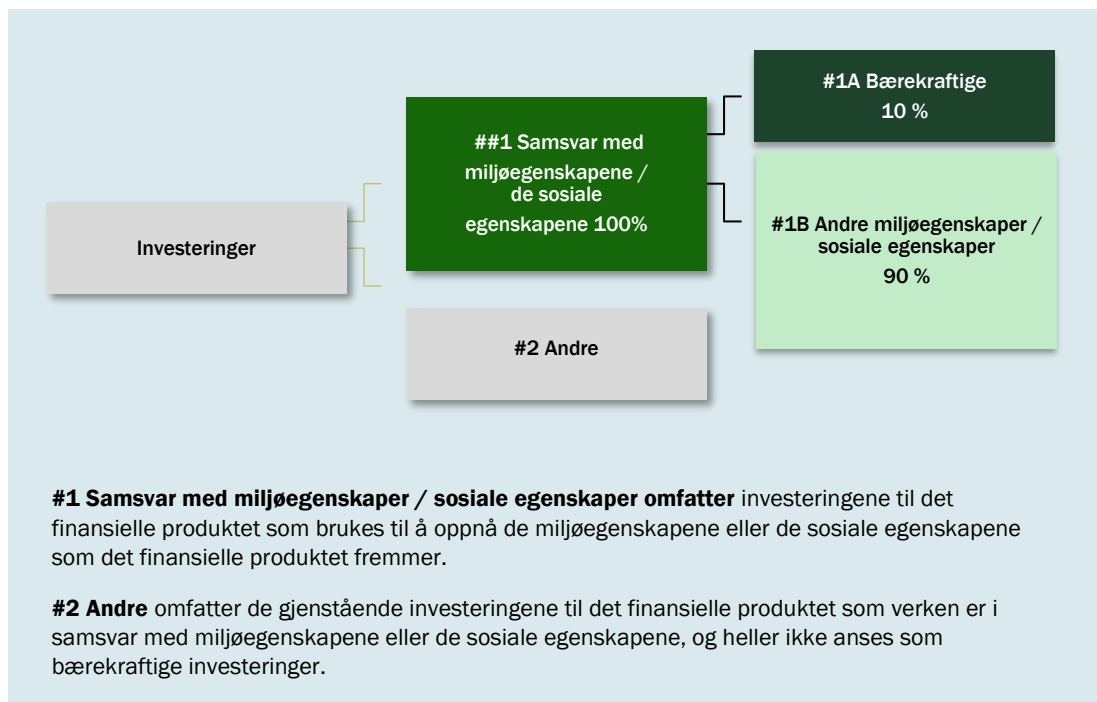 #1A Bærekraftige
10 %
##1 Samsvar med
miljøegenskapene /
de sosiale
egenskapene 100%
#1B Andre miljøegenskaper /
sosiale egenskaper
90 %
Investeringer
#2 Andre
#1 Samsvar med miljøegenskaper / sosiale egenskaper omfatter investeringene til det
finansielle produktet som brukes til å oppnå de miljøegenskapene eller de sosiale egenskapene
som det finansielle produktet fremmer.
#2 Andre omfatter de gjenstående investeringene til det finansielle produktet som verken er i
samsvar med miljøegenskapene eller de sosiale egenskapene, og heller ikke anses som
bærekraftige investeringer.